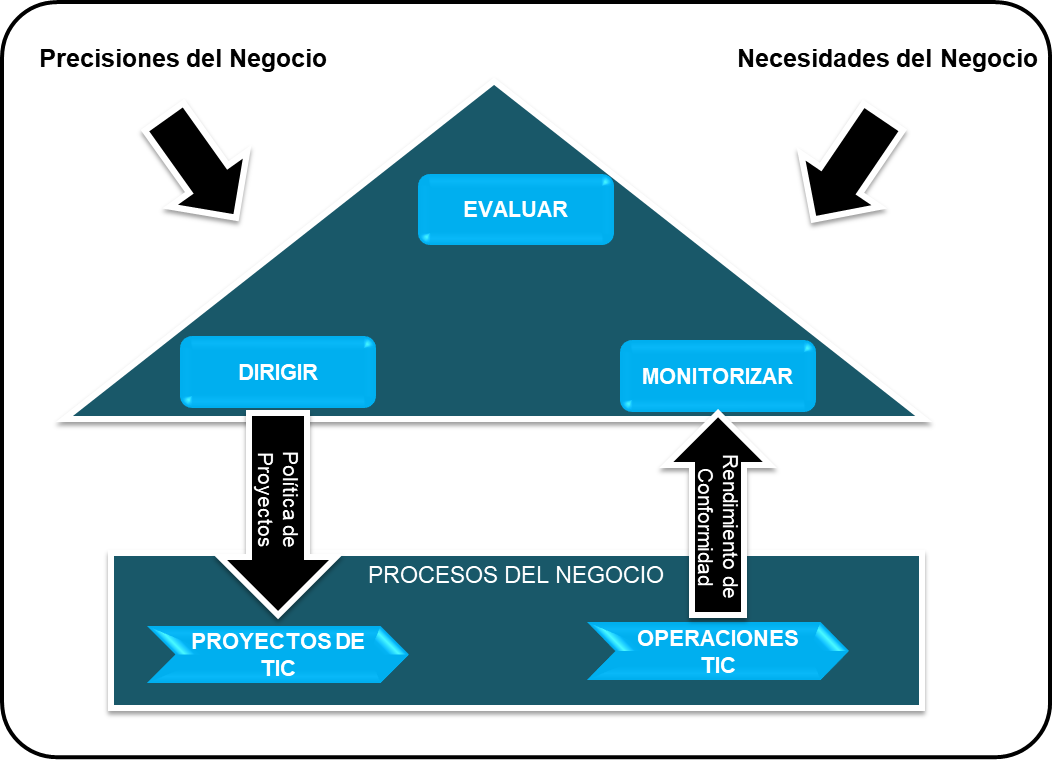 Precisiones del Negocio
Necesidades del Negocio
EVALUAR
DIRIGIR
MONITORIZAR
Política de
Proyectos
Rendimiento de
Conformidad
PROCESOS DEL NEGOCIO
PROYECTOS DE
TIC
OPERACIONES
TIC